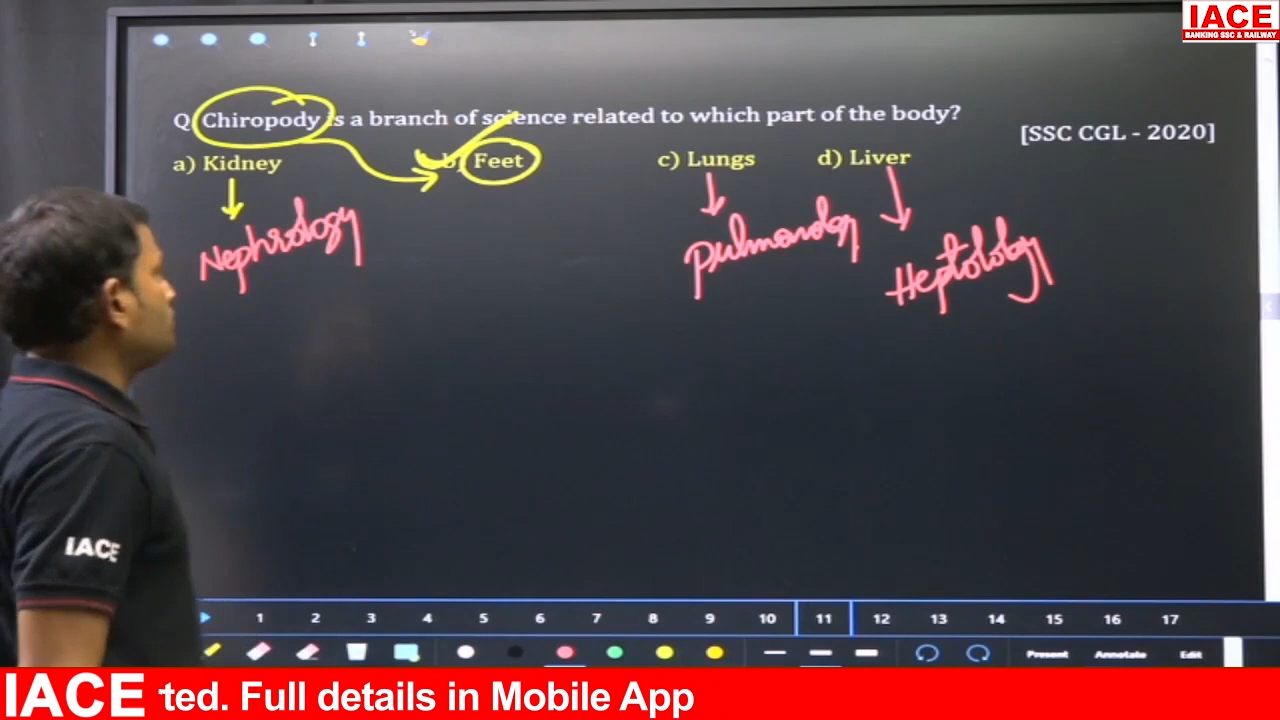 IACE
BANKING SSC & RAILWAY
Q Chiropody is a branch of science related to which part of the body?
[SSC CGL - 2020]
a) Kidney b) Feet c) Lungs d) Liver
Nephrology
Pulmonology
Heptology
IACE
1 2 3 4 5 6 7 8 9 10 11 12 13 14 15 16 17
Present Annotate Edit
IACE ted. Full details in Mobile App